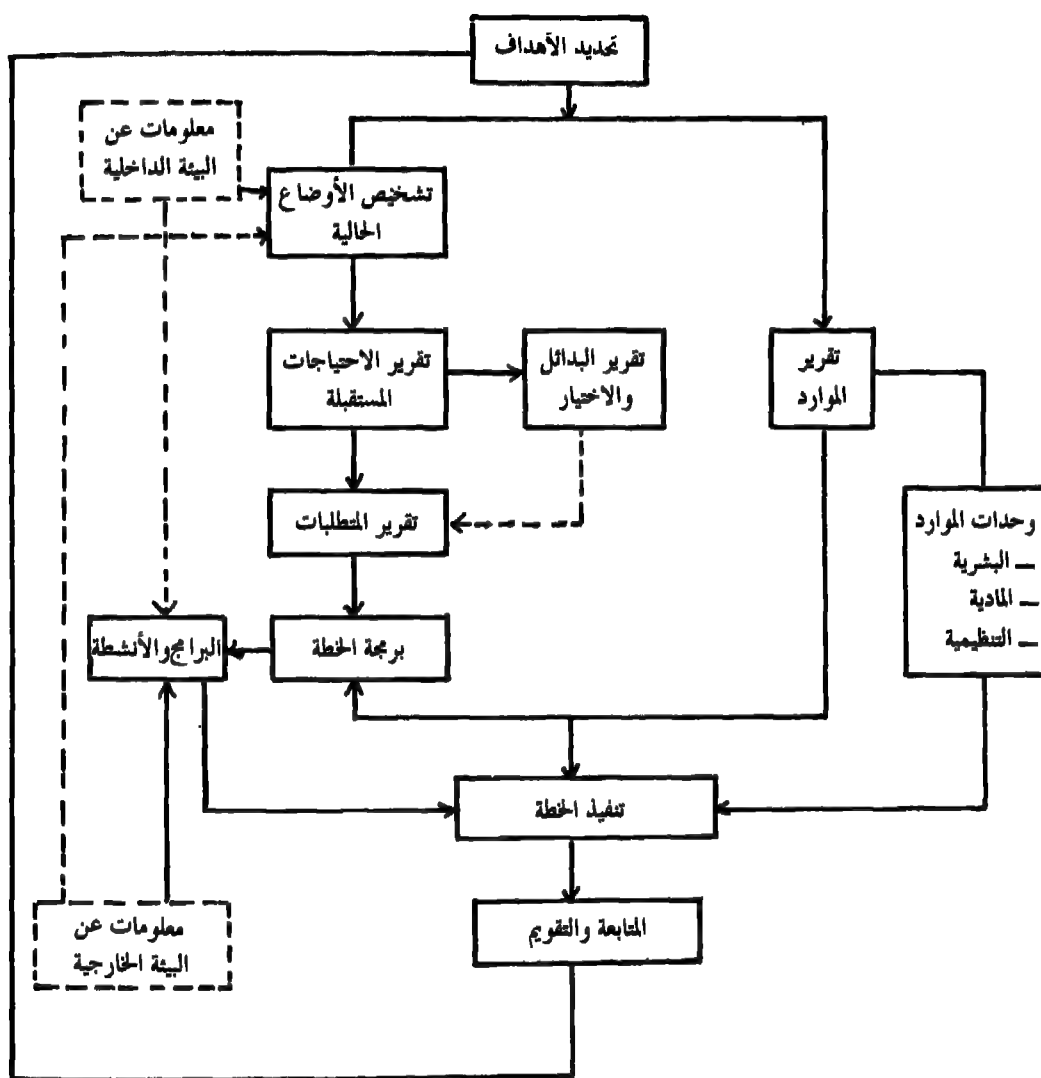 تحديد الأهداف
معلومات عن
البيئة الداخلية
تشخيص الأوضاع
الحالية
تقرير
الموارد
تقرير البدائل
والاختيار
تقرير الاحتياجات
المستقبلة
وحدات الموارد
— البشرية
— المادية
— التنظيمية
تقرير المتطلبات
برمجة الخطة
البرامج والأنشطة
تنفيذ الخطة
المتابعة والتقويم
معلومات عن
البيئة الخارجية